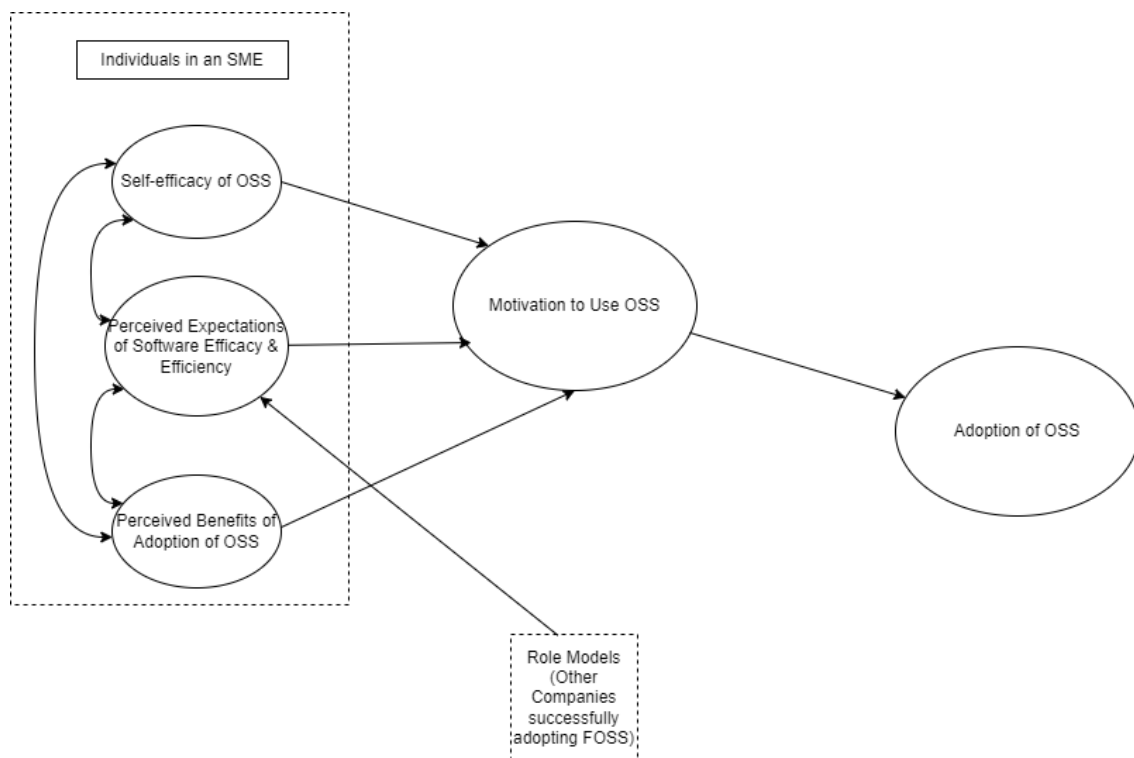 Individuals in an SME
Self-efficacy of OSS
Perceived Expectations
of Software Efficacy &
Efficiency
Perceived Benefits of
Adoption of OSS
Motivation to Use OSS
Adoption of OSS
Role Models
(Other
Companies
successfully
adopting FOSS)